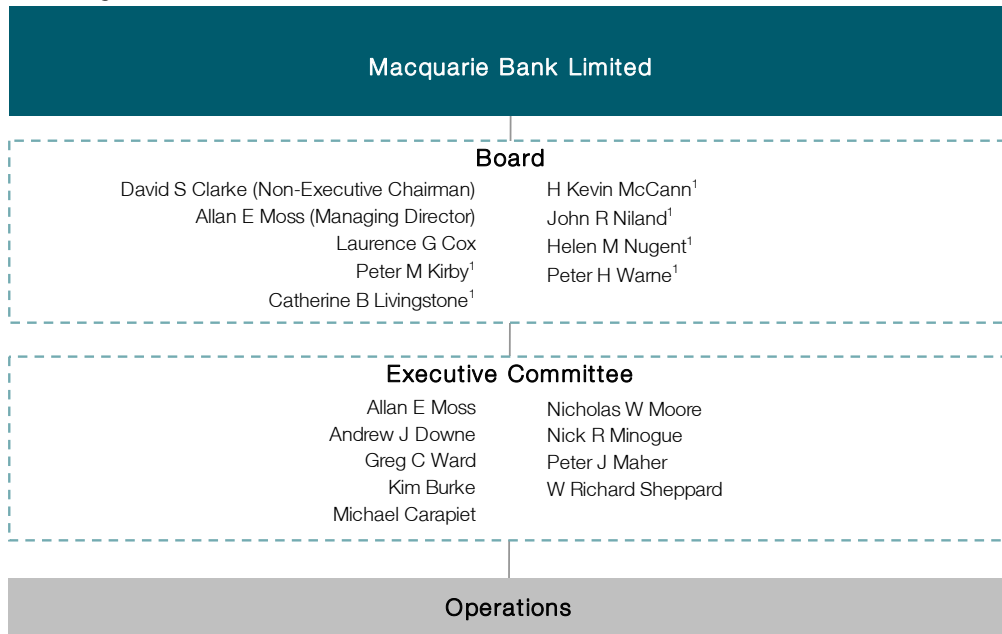 Macquarie Bank Limited
Board
David S Clarke (Non-Executive Chairman)
Allan E Moss (Managing Director)
Laurence G Cox
Peter M Kirby¹
Catherine B Livingstone¹
H Kevin McCann¹
John R Niland¹
Helen M Nugent¹
Peter H Warne¹
Executive Committee
Allan E Moss
Andrew J Downe
Greg C Ward
Kim Burke
Michael Carapiet
Nicholas W Moore
Nick R Minogue
Peter J Maher
W Richard Sheppard
Operations